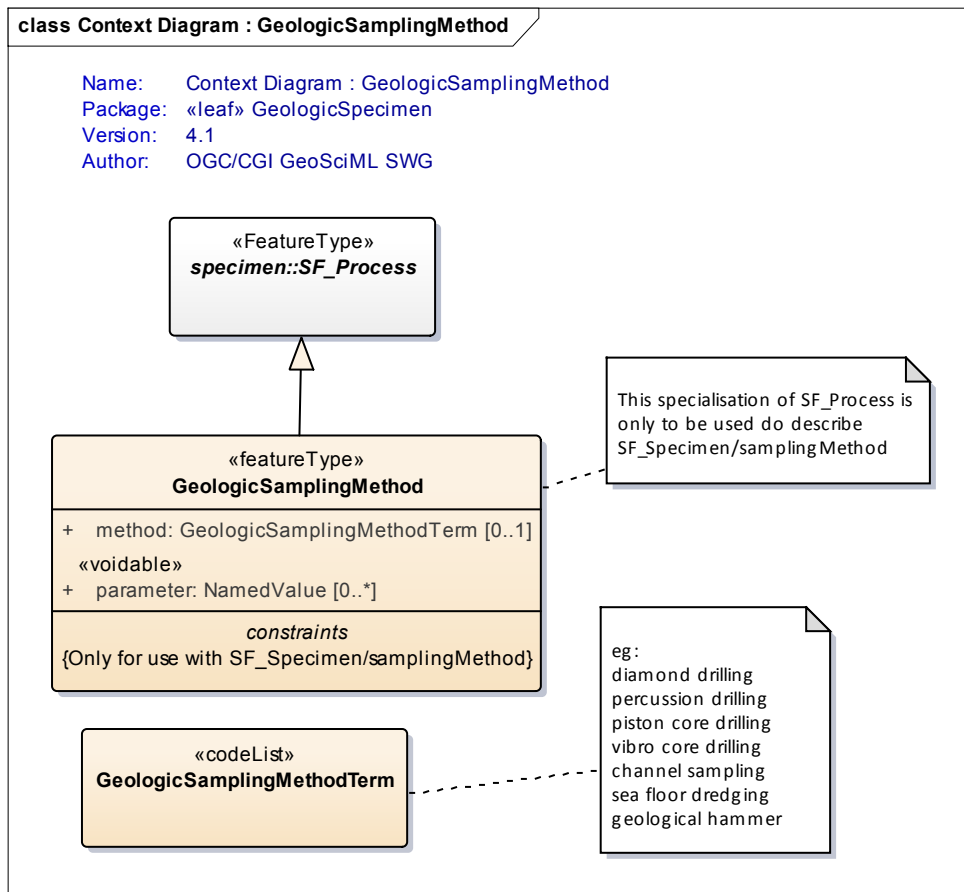 class Context Diagram : GeologicSamplingMethod
Name: Context Diagram : GeologicSamplingMethod
Package: «leaf» GeologicSpecimen
Version: 4.1
Author: OGC/CGI GeoSciML SWG
«FeatureType»
specimen::SF_Process
This specialisation of SF_Process is
only to be used do describe
SF_Specimen/samplingMethod
«featureType»
GeologicSamplingMethod
+ method: GeologicSamplingMethodTerm [0..1]
«voidable»
+ parameter: NamedValue [0..*]
constraints
{Only for use with SF_Specimen/samplingMethod}
«codeList»
GeologicSamplingMethodTerm
eg:
diamond drilling
percussion drilling
piston core drilling
vibro core drilling
channel sampling
sea floor dredging
geological hammer